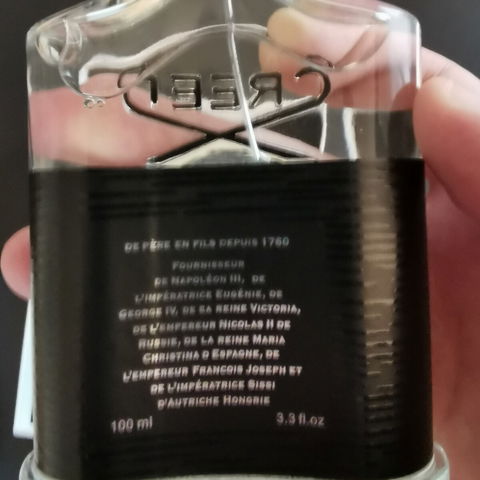 CREED
DE PÈRE EN FILS DEPUIS 1760
FOURNISSEUR
DE NAPOLÉON III, DE
L'IMPÉRATRICE EUGÉNIE, DE
GEORGE IV, DE SA REINE VICTORIA,
DE L'EMPEREUR NICOLAS II DE
RUSSIE, DE LA REINE MARIA
CHRISTINA D'ESPAGNE, DE
L'EMPEREUR FRANCOIS JOSEPH ET
DE L'IMPÉRATRICE SISSI
D'AUTRICHE HONGRIE
100 ml
3.3 fl.oz